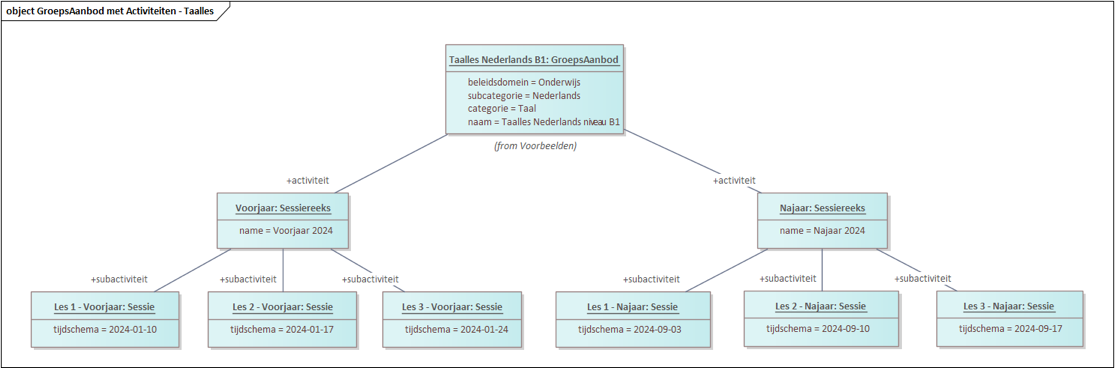 object GroepsAanbod met Activiteiten - Taalles
Taalles Nederlands B1: GroepsAanbod
beleidsdomein = Onderwijs
subcategorie = Nederlands
categorie = Taal
naam = Taalles Nederlands niveau B1
(from Voorbeelden)
+activiteit
+activiteit
Voorjaar: Sessiereeks
name = Voorjaar 2024
Najaar: Sessiereeks
name = Najaar 2024
+subactiviteit
+subactiviteit
+subactiviteit
+subactiviteit
+subactiviteit
+subactiviteit
Les 1 - Voorjaar: Sessie
tijdschema = 2024-01-10
Les 2 - Voorjaar: Sessie
tijdschema = 2024-01-17
Les 3 - Voorjaar: Sessie
tijdschema = 2024-01-24
Les 1 - Najaar: Sessie
tijdschema = 2024-09-03
Les 2 - Najaar: Sessie
tijdschema = 2024-09-10
Les 3 - Najaar: Sessie
tijdschema = 2024-09-17